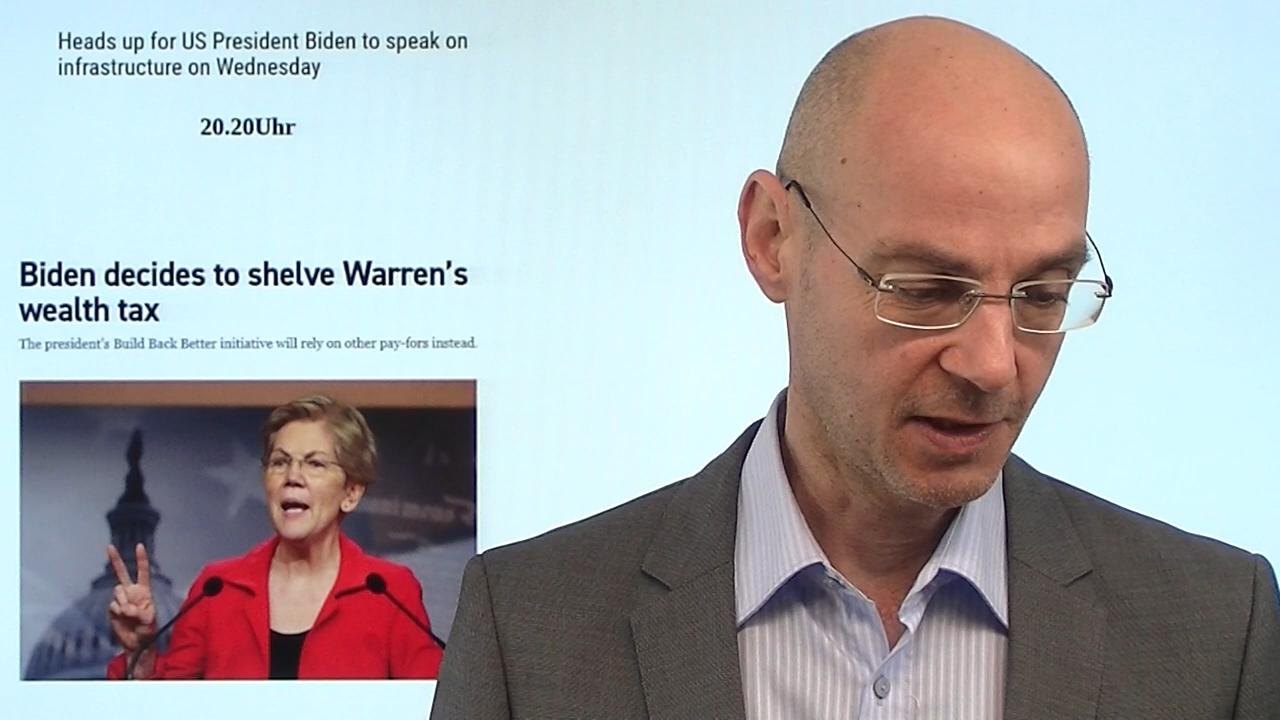 Heads up for US President Biden to speak on
infrastructure on Wednesday
20.20Uhr
Biden decides to shelve Warren's
wealth tax
The president's Build Back Better initiative will rely on other pay-fors instead.